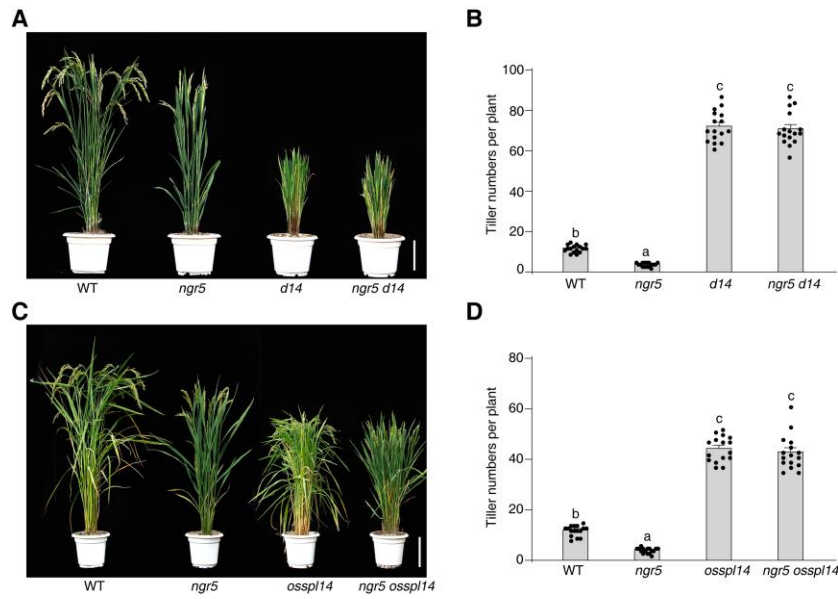 A
WT
ngr5
d14
ngr5 d14
B
Tiller numbers per plant
100
80
60
40
20
0
b
a
c
c
WT
ngr5
d14
ngr5 d14
C
WT
ngr5
osspl14
ngr5 osspl14
D
Tiller numbers per plant
80
60
40
20
0
b
a
c
c
WT
ngr5
osspl14
ngr5 osspl14